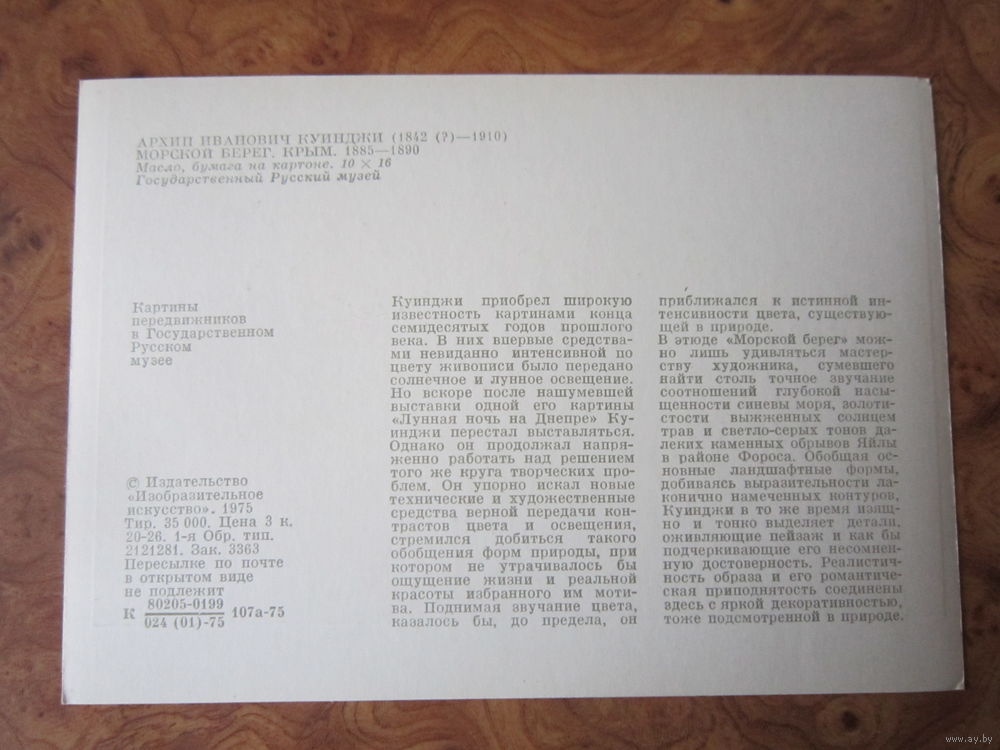 АРХИП ИВАНОВИЧ КУИНДЖИ (1842 (?)—1910)
МОРСКОЙ БЕРЕГ. КРЫМ. 1885—1890
Масло, бумага на картоне. 10 × 16
Государственный Русский музей
Картины
передвижников
в Государственном
Русском
музее
© Издательство
«Изобразительное
искусство». 1975
Тир. 35 000. Цена 3 к.
20-26. 1-я Обр. тип.
2121281. Зак. 3363
Пересылке по почте
в открытом виде
не подлежит
К 80205-0199 107а-75
024 (01)-75
Куинджи приобрел широкую
известность картинами конца
семидесятых годов прошлого
века. В них впервые средства-
ми невиданно интенсивной по
цвету живописи было передано
солнечное и лунное освещение.
Но вскоре после нашумевшей
выставки одной его картины
«Лунная ночь на Днепре» Ку-
инджи перестал выставляться.
Однако он продолжал напря-
женно работать над решением
того же круга творческих про-
блем. Он упорно искал новые
технические и художественные
средства верной передачи кон-
трастов цвета и освещения,
стремился добиться такого
обобщения форм природы, при
котором не утрачивалось бы
ощущение жизни и реальной
красоты избранного им моти-
ва. Поднимая звучание цвета,
казалось бы, до предела, он
приближался к истинной ин-
тенсивности цвета, существую-
щей в природе.
В этюде «Морской берег» мож-
но лишь удивляться мастер-
ству художника, сумевшего
найти столь точное звучание
соотношений глубокой насы-
щенности синевы моря, золоти-
стости выжженных солнцем
трав и светло-серых тонов да-
леких каменных обрывов Яйлы
в районе Фороса. Обобщая ос-
новные ландшафтные формы,
добиваясь выразительности ла-
конично намеченных контуров,
Куинджи в то же время изящ-
но и тонко выделяет детали,
оживляющие пейзаж и как бы
подчеркивающие его несомнен-
ную достоверность. Реалистич-
ность образа и его романтиче-
ская приподнятость соединены
здесь с яркой декоративностью,
тоже подсмотренной в природе.
www.ay.by